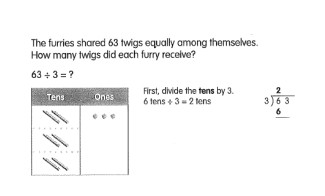 The furries shared 63 twigs equally among themselves.
How many twigs did each furry receive?
63 ÷ 3 = ?
Tens Ones
First, divide the tens by 3.
6 tens ÷ 3 = 2 tens
2
3) 6 3
6